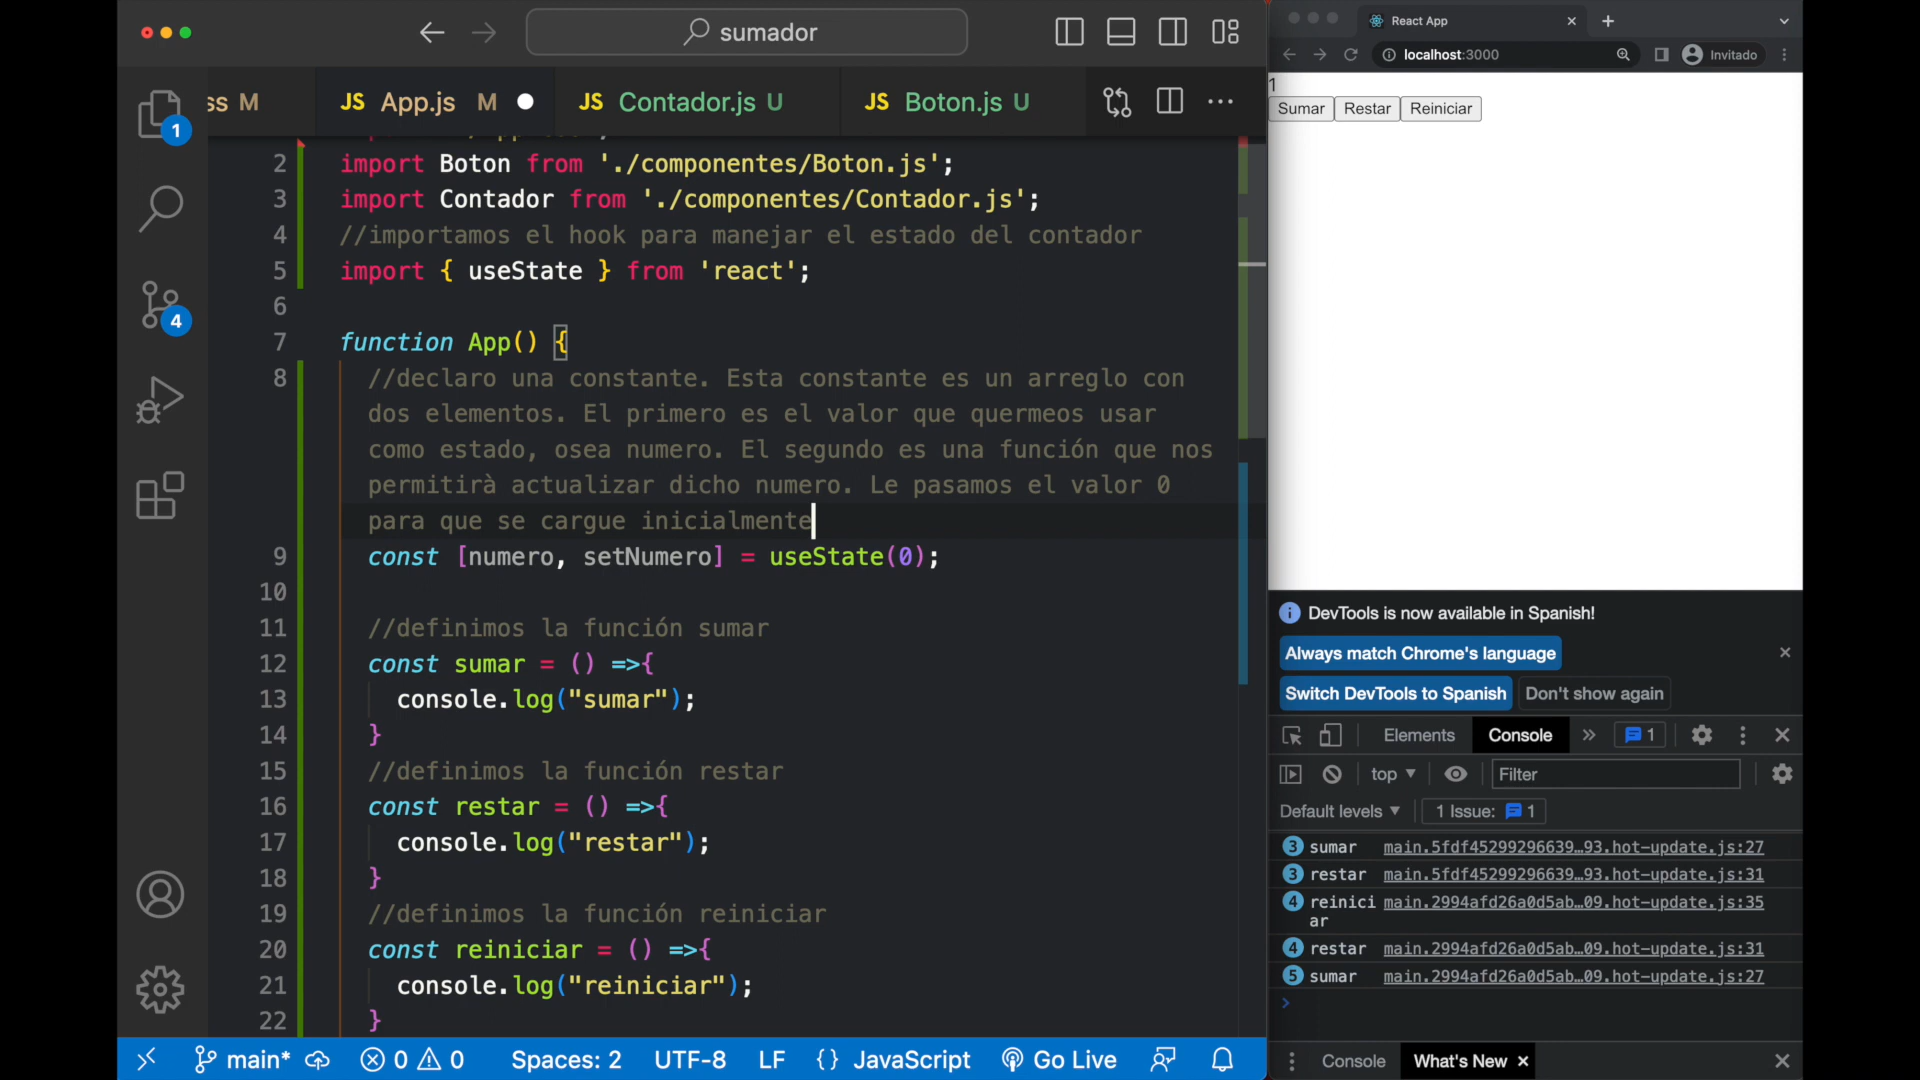 sumador
ss M
JS App.js M
JS Contador.js U
JS Boton.js U
1
4
2 import Boton from './componentes/Boton.js';
3 import Contador from './componentes/Contador.js';
4 //importamos el hook para manejar el estado del contador
5 import { useState } from 'react';
6
7 function App() {
8 //declaro una constante. Esta constante es un arreglo con
dos elementos. El primero es el valor que quermeos usar
como estado, osea numero. El segundo es una función que nos
permitirà actualizar dicho numero. Le pasamos el valor 0
para que se cargue inicialmente
9 const [numero, setNumero] = useState(0);
10
11 //definimos la función sumar
12 const sumar = () =>{
13 console.log("sumar");
14 }
15 //definimos la función restar
16 const restar = () =>{
17 console.log("restar");
18 }
19 //definimos la función reiniciar
20 const reiniciar = () =>{
21 console.log("reiniciar");
22 }
main* 0 0 Spaces: 2 UTF-8 LF {} JavaScript Go Live
React App
localhost:3000
Invitado
1
Sumar Restar Reiniciar
DevTools is now available in Spanish!
Always match Chrome's language
Switch DevTools to Spanish Don't show again
Elements Console » 1
top Filter
Default levels 1 Issue: 1
3 sumar main.5fdf45299296639…93.hot-update.js:27
3 restar main.5fdf45299296639…93.hot-update.js:31
4 reinici main.2994afd26a0d5ab…09.hot-update.js:35
ar
4 restar main.2994afd26a0d5ab…09.hot-update.js:31
5 sumar main.2994afd26a0d5ab…09.hot-update.js:27
>
Console What's New